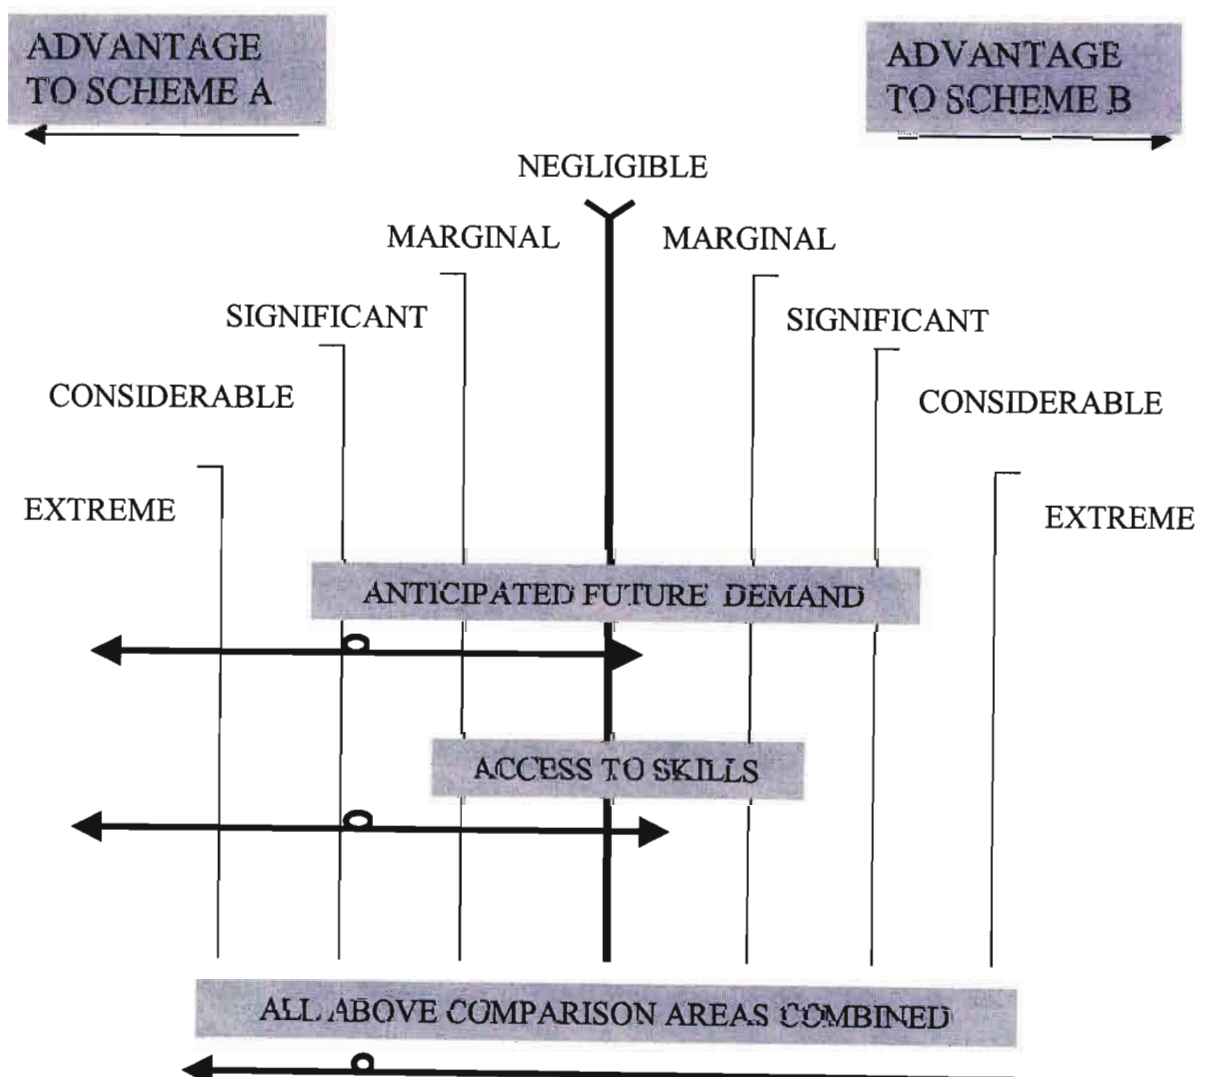 ADVANTAGE
TO SCHEME A
ADVANTAGE
TO SCHEME B
NEGLIGIBLE
MARGINAL
MARGINAL
SIGNIFICANT
SIGNIFICANT
CONSIDERABLE
CONSIDERABLE
EXTREME
EXTREME
ANTICIPATED FUTURE DEMAND
ACCESS TO SKILLS
ALL ABOVE COMPARISON AREAS COMBINED